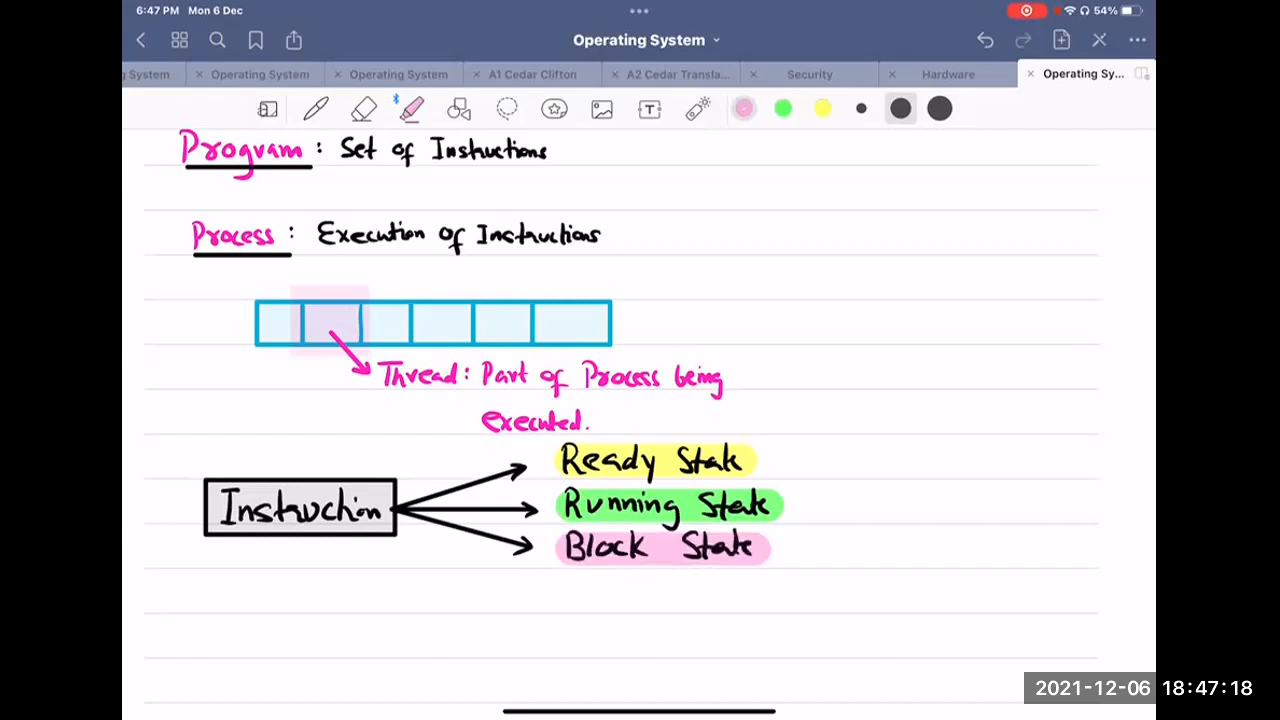 6:47 PM Mon 6 Dec
54%
Operating System
g System
Operating System
Operating System
A1 Cedar Clifton
A2 Cedar Transla...
Security
Hardware
Operating Sy...
Program : Set of Instructions
Process : Execution of Instructions
Thread : Part of Process being
executed.
Instruction
Ready State
Running State
Block State
2021-12-06 18:47:18